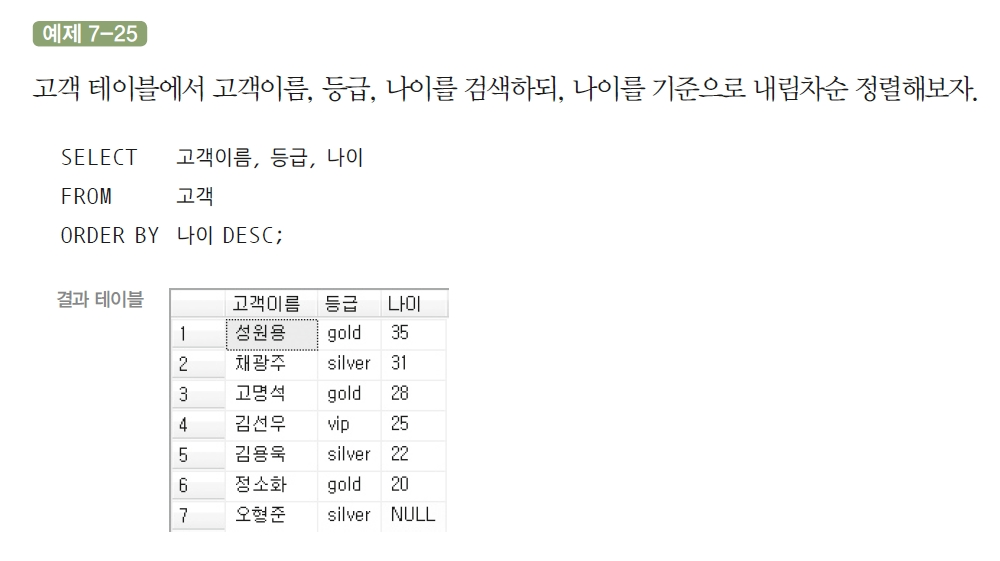 예제 7-25
고객 테이블에서 고객이름, 등급, 나이를 검색하되, 나이를 기준으로 내림차순 정렬해보자.
SELECT 고객이름, 등급, 나이
FROM 고객
ORDER BY 나이 DESC;
결과 테이블
고객이름 등급 나이
1 성원용 gold 35
2 채광주 silver 31
3 고명석 gold 28
4 김선우 vip 25
5 김용욱 silver 22
6 정소화 gold 20
7 오형준 silver NULL